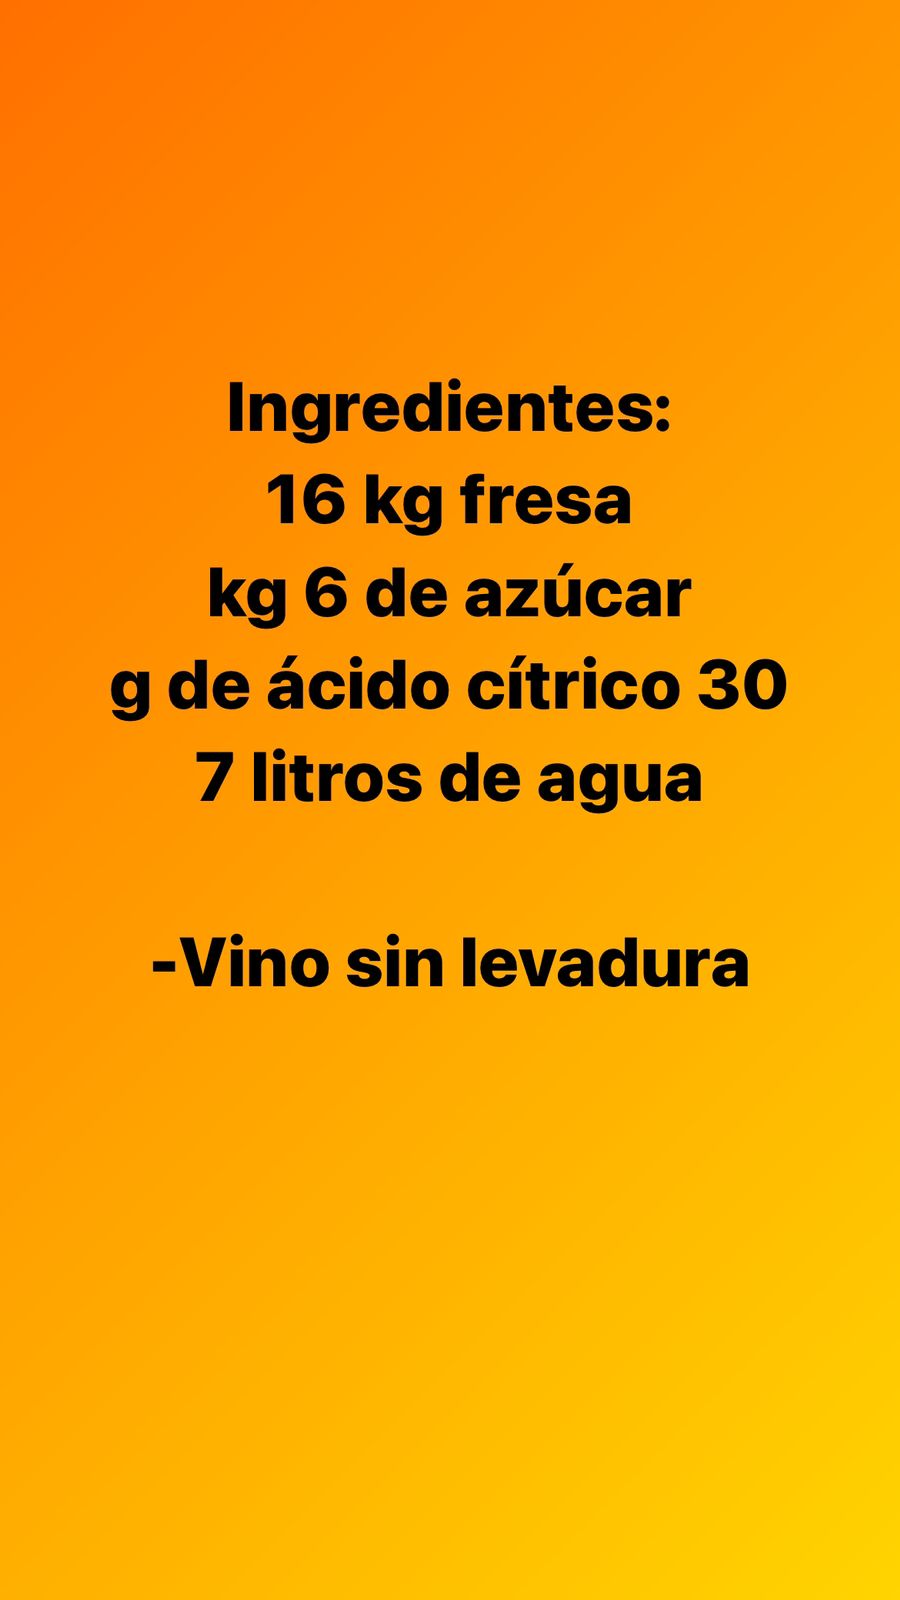 Ingredientes:
16 kg fresa
kg 6 de azúcar
g de ácido cítrico 30
7 litros de agua
-Vino sin levadura